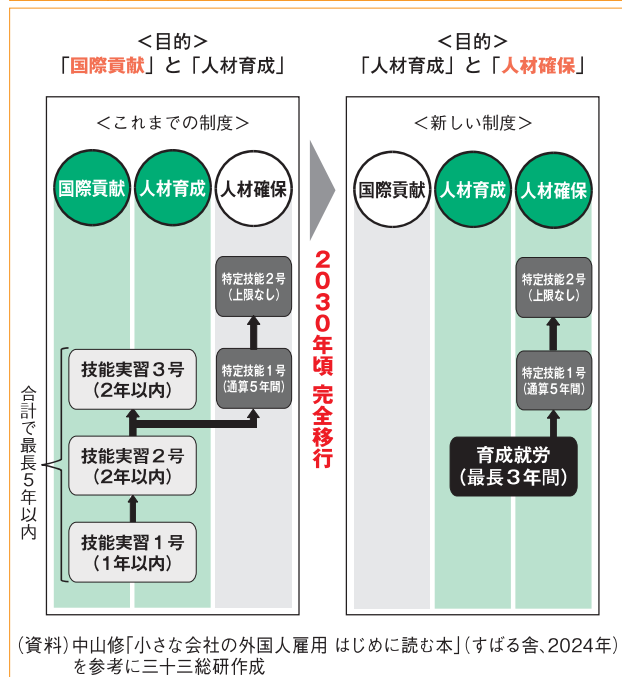 ＜目的＞
「国際貢献」と「人材育成」
＜これまでの制度＞
国際貢献
人材育成
人材確保
特定技能２号
（上限なし）
特定技能１号
（通算５年間）
技能実習３号
（２年以内）
技能実習２号
（２年以内）
技能実習１号
（１年以内）
合計で最長５年以内
２０３０年頃 完全移行
＜目的＞
「人材育成」と「人材確保」
＜新しい制度＞
国際貢献
人材育成
人材確保
特定技能２号
（上限なし）
特定技能１号
（通算５年間）
育成就労
（最長３年間）
（資料）中山修「小さな会社の外国人雇用 はじめに読む本」（すばる舎、2024年）
を参考に三十三総研作成